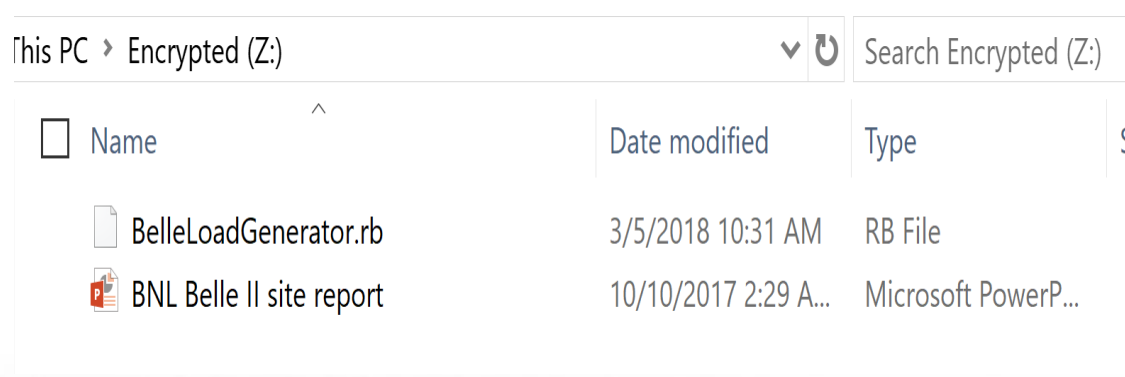 This PC > Encrypted (Z:) Search Encrypted (Z:)
Name Date modified Type
BelleLoadGenerator.rb 3/5/2018 10:31 AM RB File
BNL Belle II site report 10/10/2017 2:29 A... Microsoft PowerP...